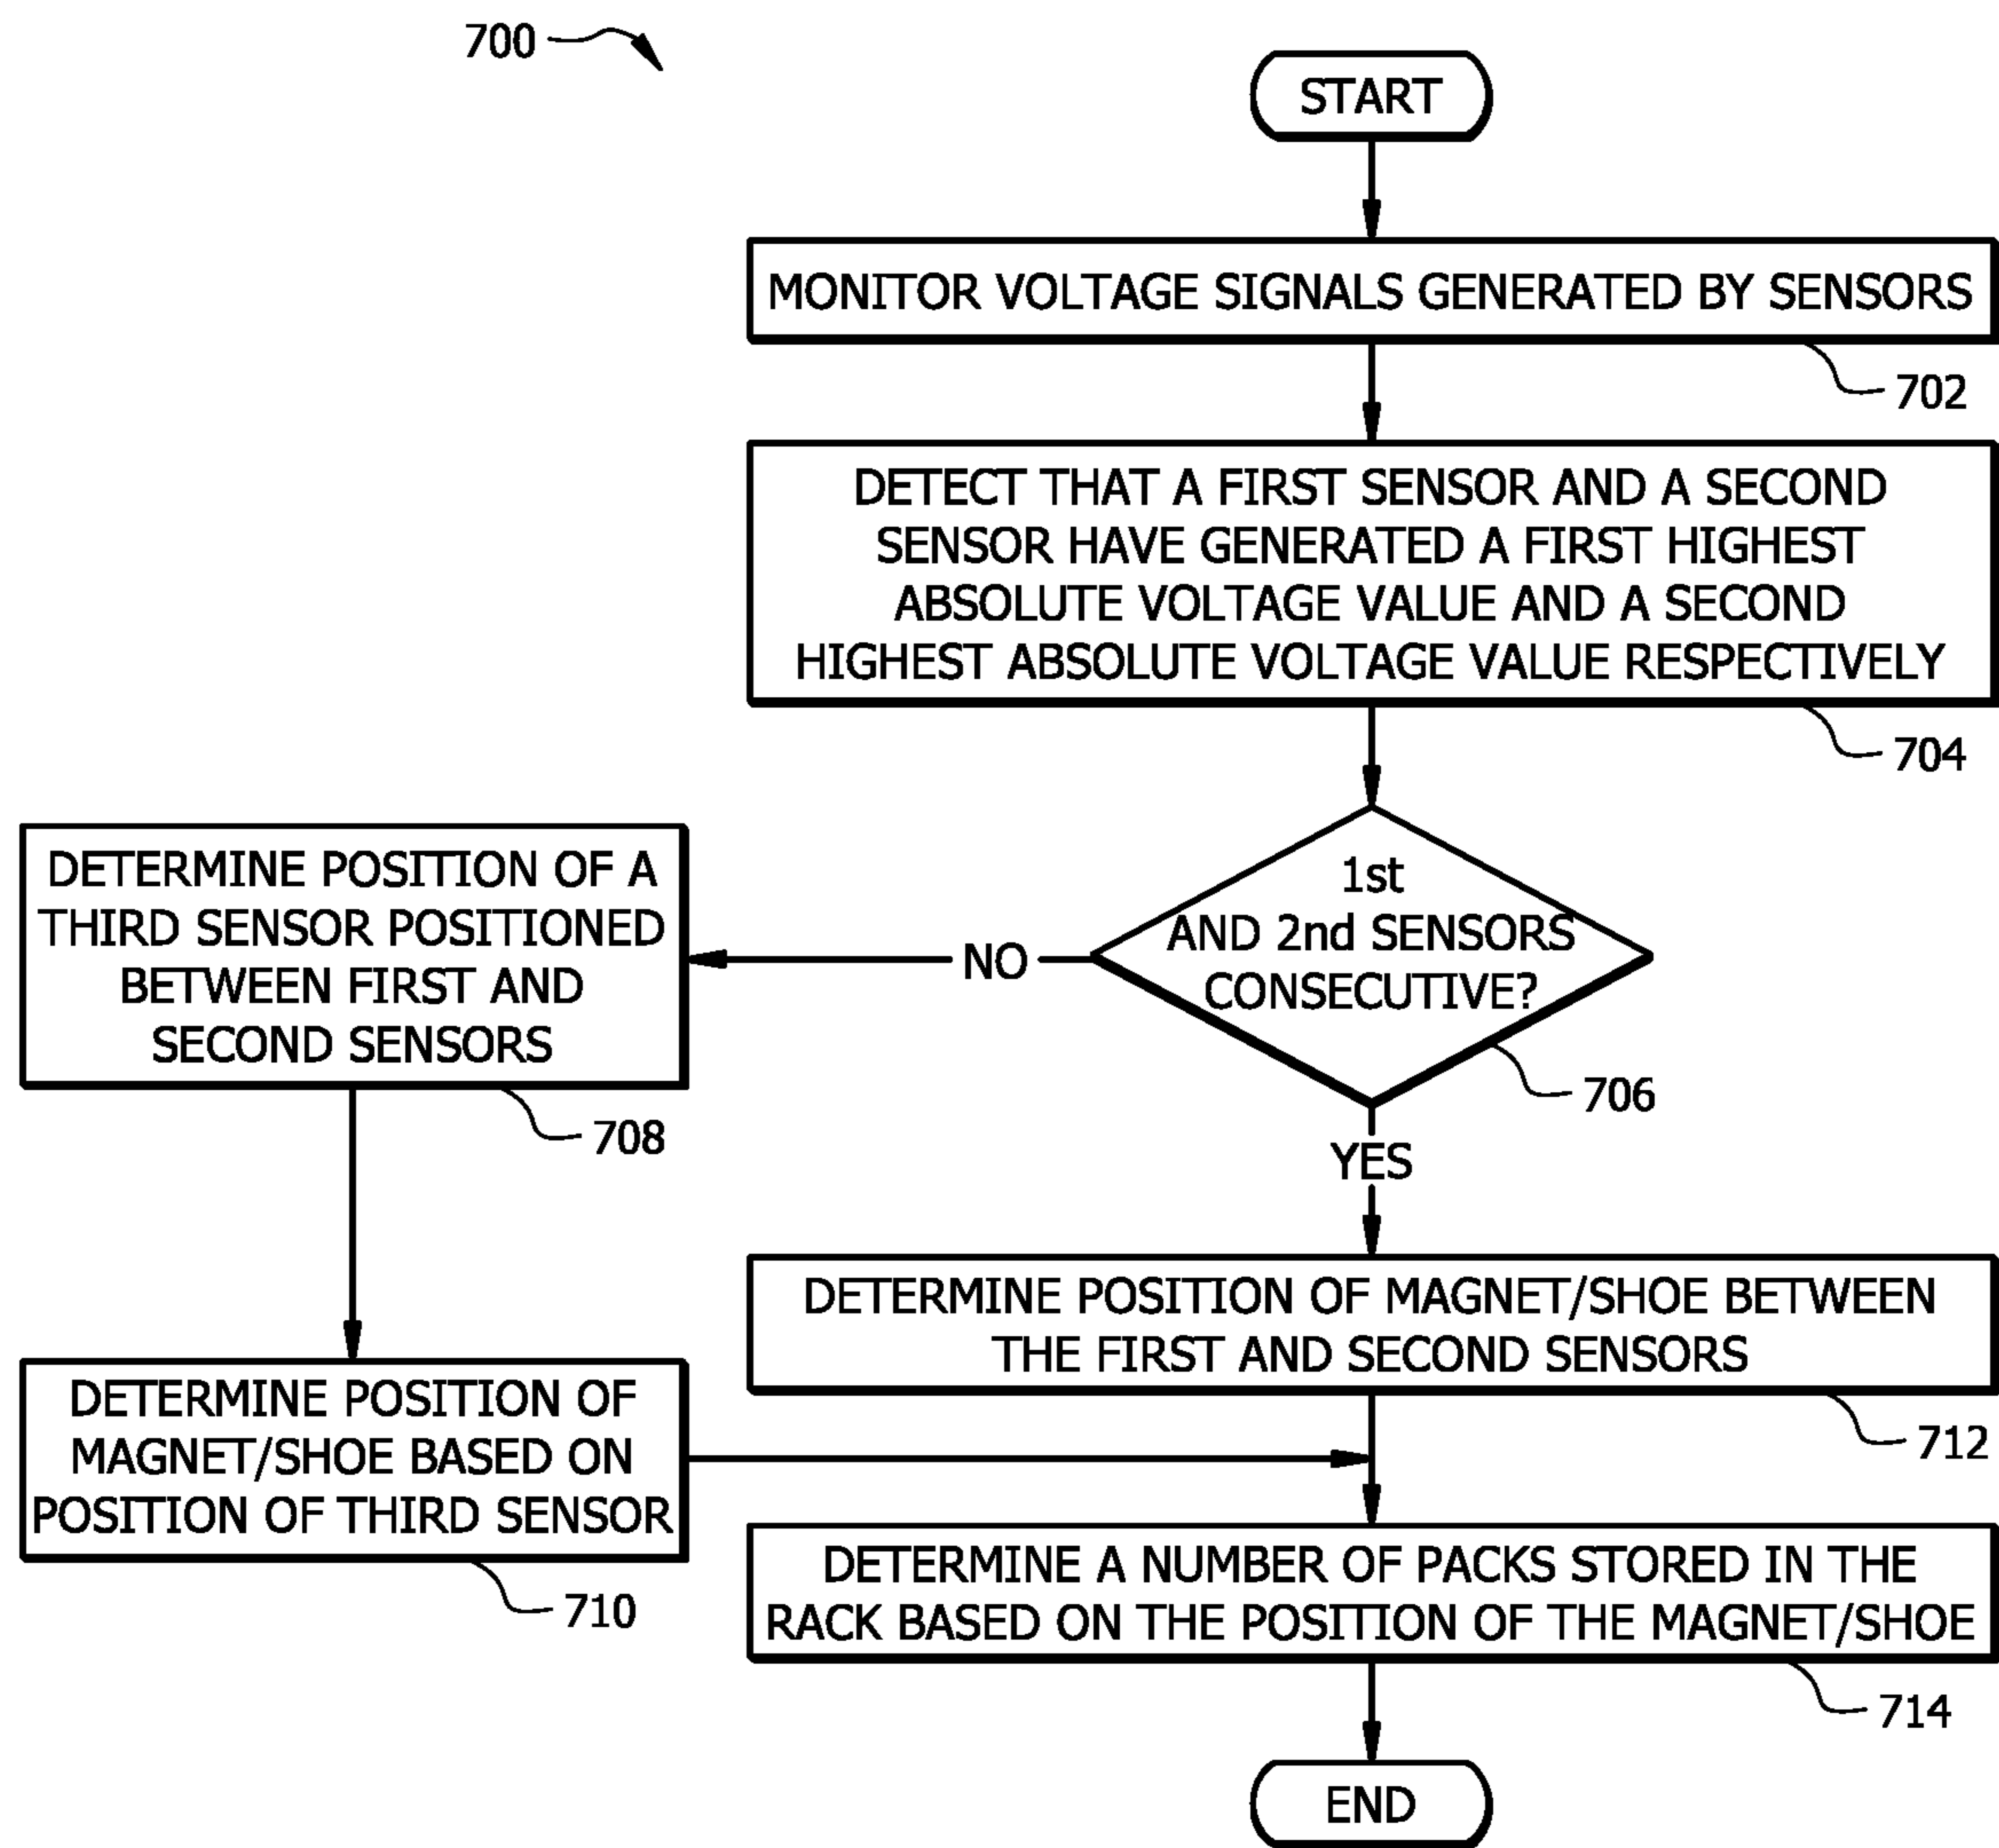 700
START
MONITOR VOLTAGE SIGNALS GENERATED BY SENSORS
702
DETECT THAT A FIRST SENSOR AND A SECOND
SENSOR HAVE GENERATED A FIRST HIGHEST
ABSOLUTE VOLTAGE VALUE AND A SECOND
HIGHEST ABSOLUTE VOLTAGE VALUE RESPECTIVELY
704
1st
AND 2nd SENSORS
CONSECUTIVE?
706
NO
DETERMINE POSITION OF A
THIRD SENSOR POSITIONED
BETWEEN FIRST AND
SECOND SENSORS
708
DETERMINE POSITION OF
MAGNET/SHOE BASED ON
POSITION OF THIRD SENSOR
710
YES
DETERMINE POSITION OF MAGNET/SHOE BETWEEN
THE FIRST AND SECOND SENSORS
712
DETERMINE A NUMBER OF PACKS STORED IN THE
RACK BASED ON THE POSITION OF THE MAGNET/SHOE
714
END